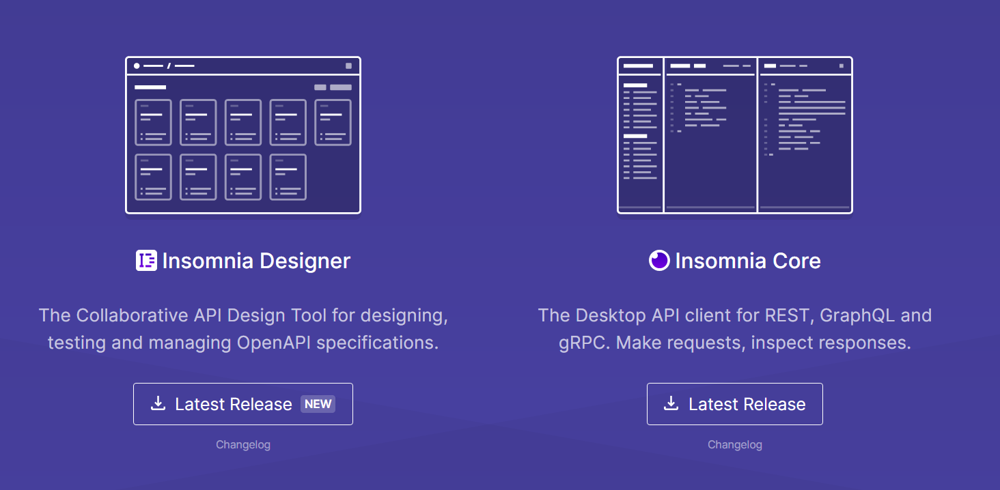 Insomnia Designer
The Collaborative API Design Tool for designing,
testing and managing OpenAPI specifications.
Latest Release NEW
Changelog
Insomnia Core
The Desktop API client for REST, GraphQL and
gRPC. Make requests, inspect responses.
Latest Release
Changelog